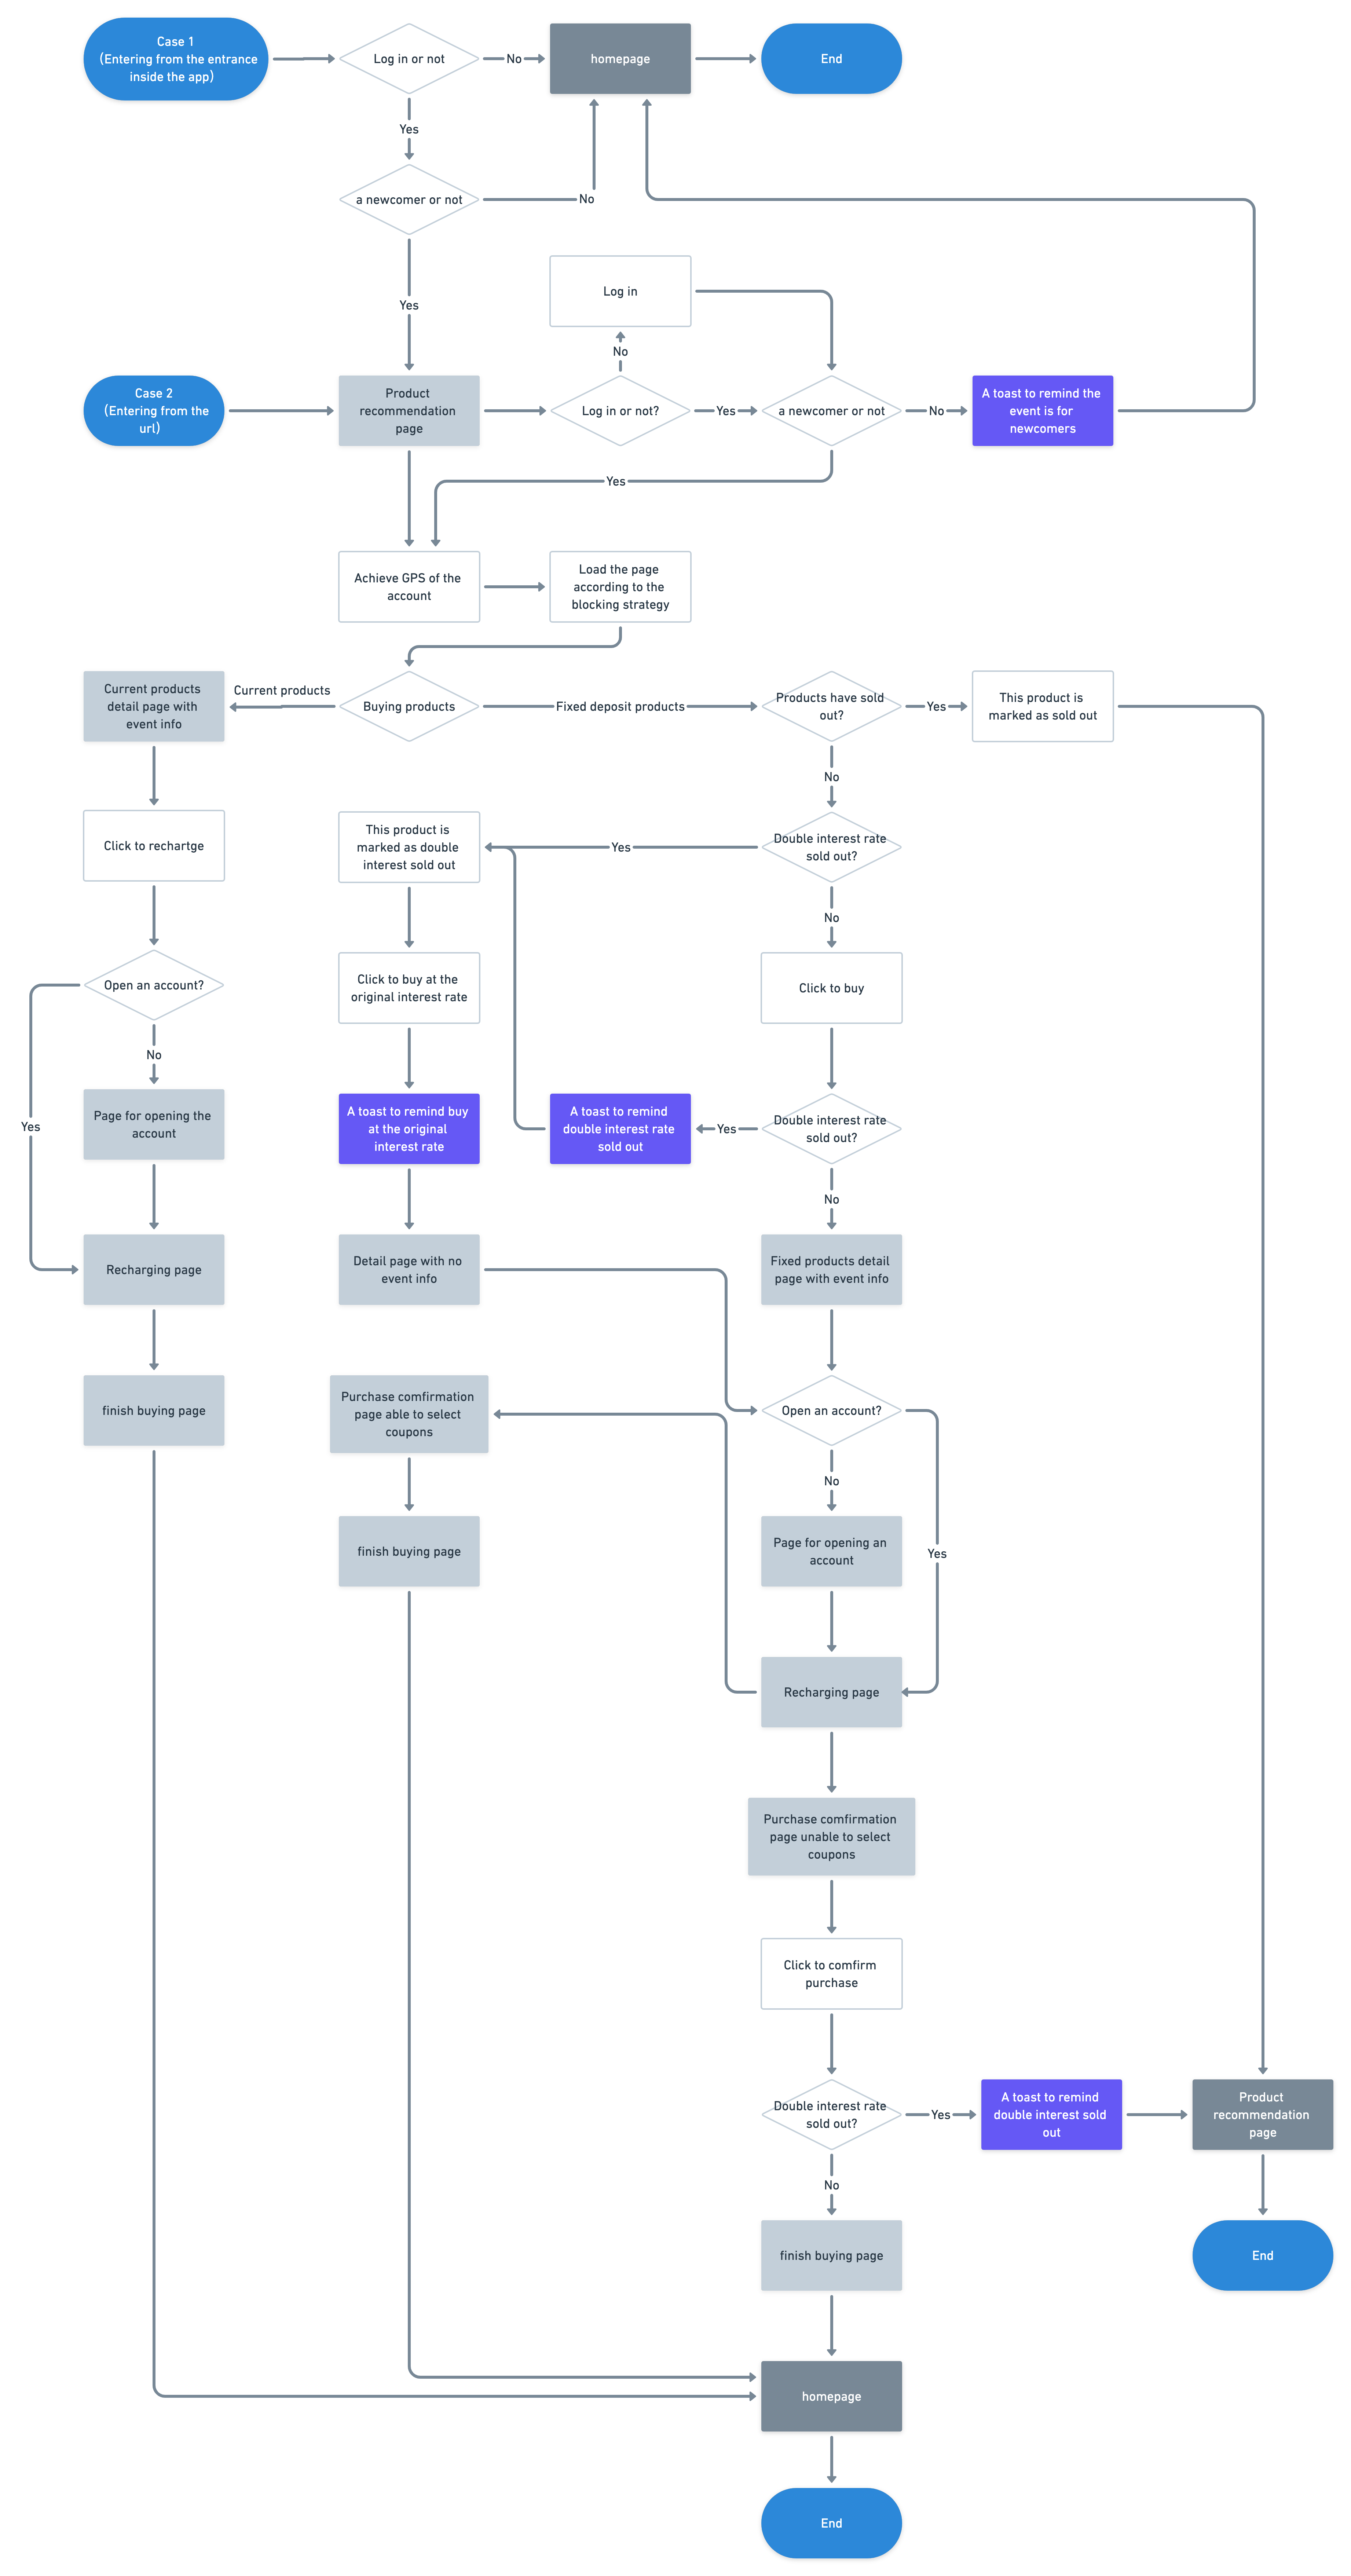 Case 1
(Entering from the entrance
inside the app)
Log in or not
No
homepage
End
Yes
a newcomer or not
No
Yes
Log in
No
Case 2
(Entering from the
url)
Product
recommendation
page
Log in or not?
Yes
a newcomer or not
No
A toast to remind the
event is for
newcomers
Yes
Achieve GPS of the
account
Load the page
according to the
blocking strategy
Current products
detail page with
event info
Current products
Buying products
Fixed deposit products
Products have sold
out?
Yes
This product is
marked as sold out
No
Click to rechartge
This product is
marked as double
interest sold out
Yes
Double interest rate
sold out?
No
Open an account?
Click to buy at the
original interest rate
Click to buy
No
Yes
Page for opening the
account
A toast to remind buy
at the original
interest rate
A toast to remind
double interest rate
sold out
Yes
Double interest rate
sold out?
No
Recharging page
Detail page with no
event info
Fixed products detail
page with event info
finish buying page
Purchase comfirmation
page able to select
coupons
Open an account?
No
finish buying page
Page for opening an
account
Yes
Recharging page
Purchase comfirmation
page unable to select
coupons
Click to comfirm
purchase
Double interest rate
sold out?
Yes
A toast to remind
double interest sold
out
Product
recommendation
page
No
finish buying page
End
homepage
End